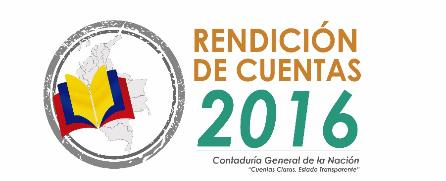 RENDICIÓN
DE CUENTAS
2016
Contaduría General de la Nación
"Cuentas Claras, Estado Transparente"